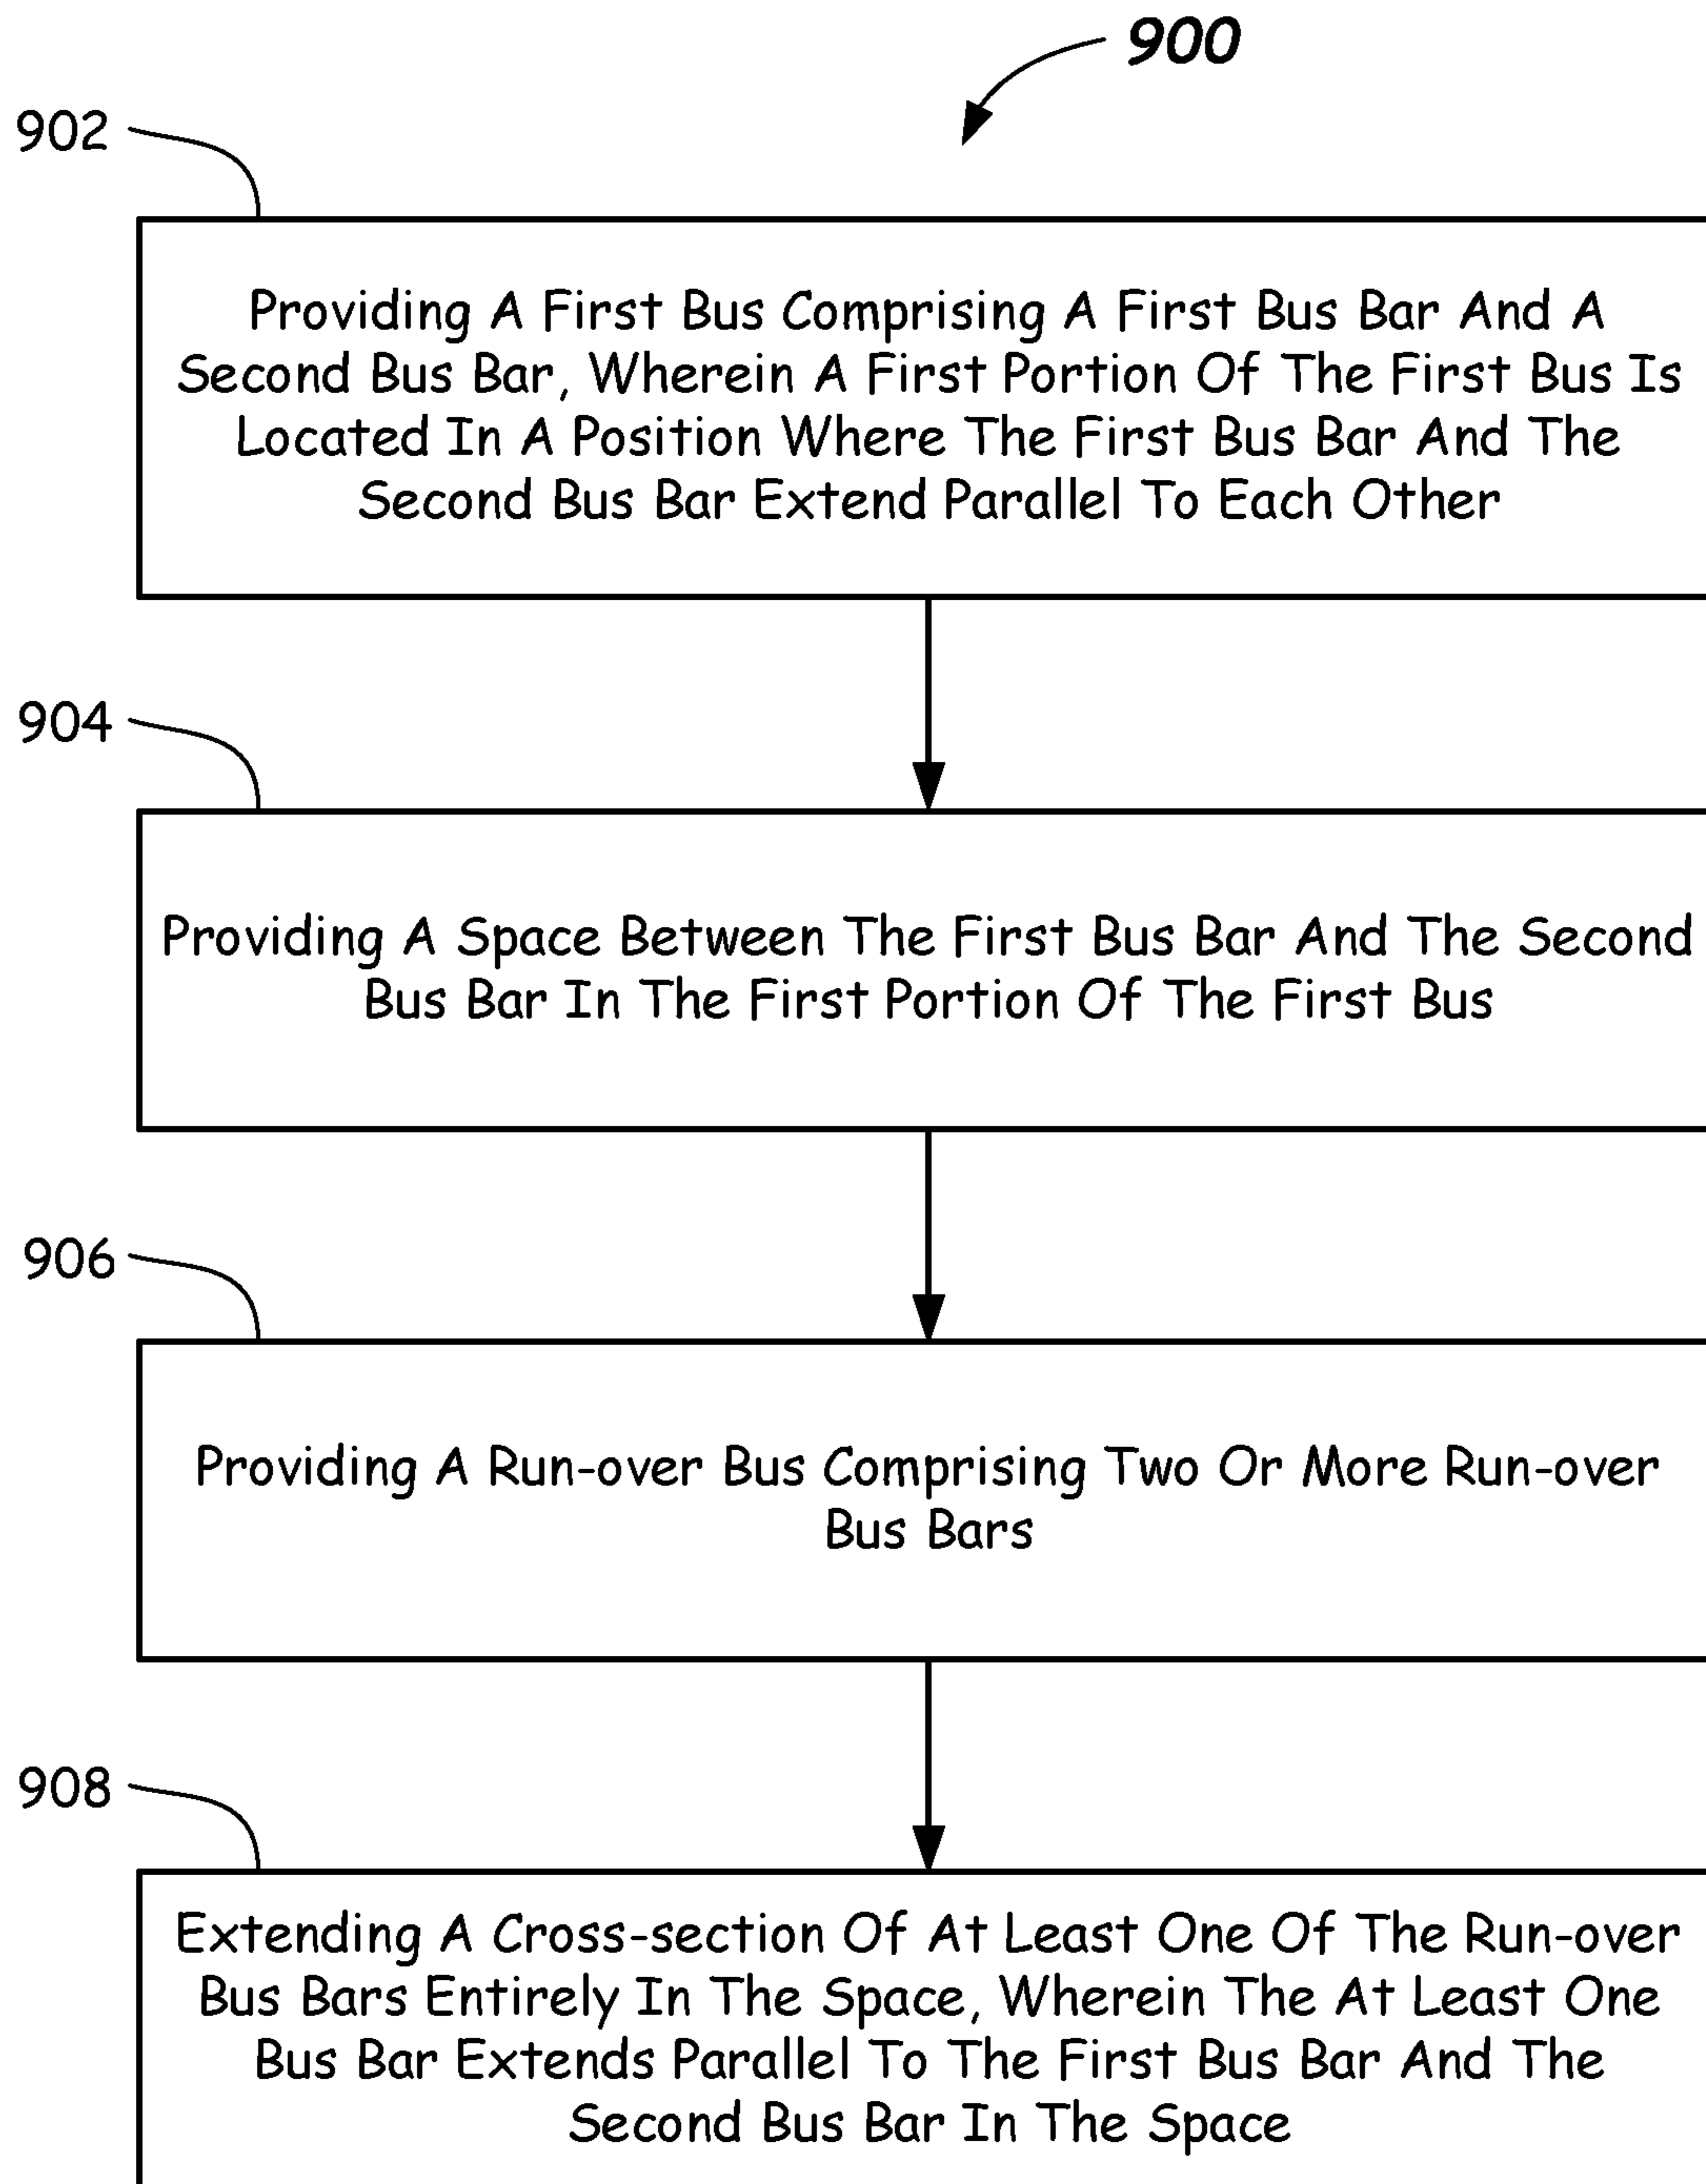 900
902
Providing A First Bus Comprising A First Bus Bar And A
Second Bus Bar, Wherein A First Portion Of The First Bus Is
Located In A Position Where The First Bus Bar And The
Second Bus Bar Extend Parallel To Each Other
904
Providing A Space Between The First Bus Bar And The Second
Bus Bar In The First Portion Of The First Bus
906
Providing A Run-over Bus Comprising Two Or More Run-over
Bus Bars
908
Extending A Cross-section Of At Least One Of The Run-over
Bus Bars Entirely In The Space, Wherein The At Least One
Bus Bar Extends Parallel To The First Bus Bar And The
Second Bus Bar In The Space